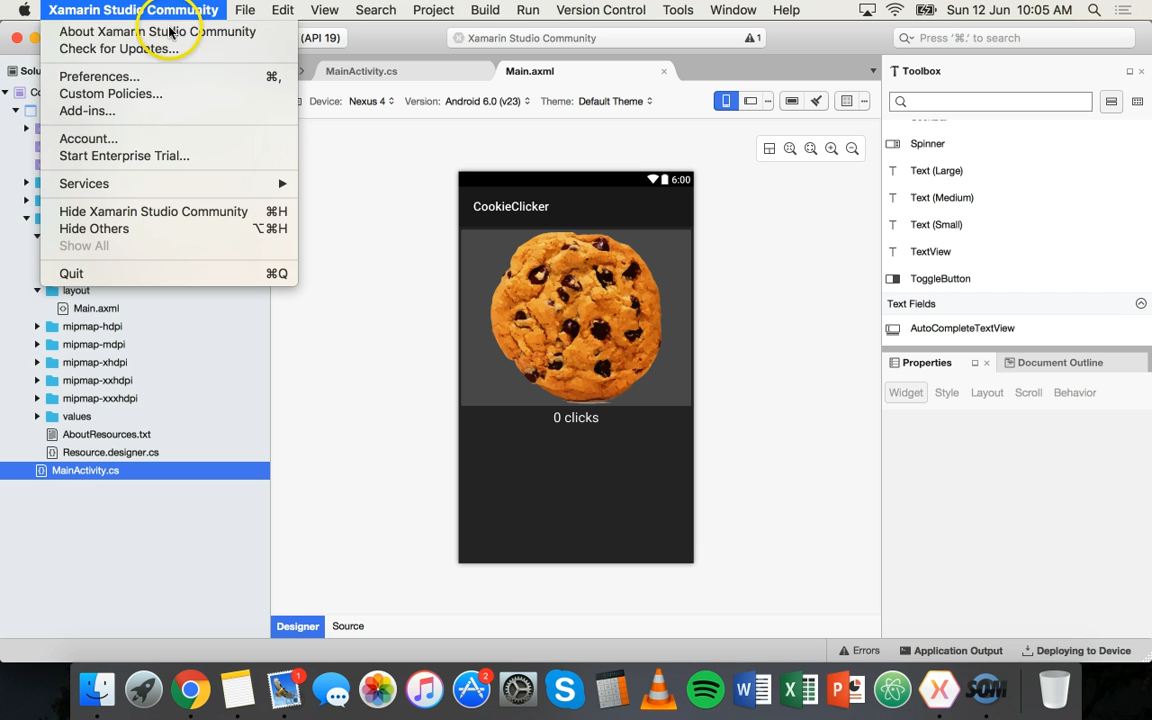 Xamarin Studio Community File Edit View Search Project Build Run Version Control Tools Window Help Sun 12 Jun 10:05 AM
About Xamarin Studio Community
Check for Updates...
Preferences... ⌘,
Custom Policies...
Add-ins...
Account...
Start Enterprise Trial...
Services
Hide Xamarin Studio Community ⌘H
Hide Others ⌥⌘H
Show All
Quit ⌘Q
(API 19) Xamarin Studio Community 1 Press '⌘.' to search
Solu
MainActivity.cs Main.axml
Device: Nexus 4 Version: Android 6.0 (v23) Theme: Default Theme
6:00
CookieClicker
0 clicks
layout
Main.axml
mipmap-hdpi
mipmap-mdpi
mipmap-xhdpi
mipmap-xxhdpi
mipmap-xxxhdpi
values
AboutResources.txt
Resource.designer.cs
MainActivity.cs
Designer Source
Toolbox
Spinner
Text (Large)
Text (Medium)
Text (Small)
TextView
ToggleButton
Text Fields
AutoCompleteTextView
Properties Document Outline
Widget Style Layout Scroll Behavior
Errors Application Output Deploying to Device
1
2
SOM